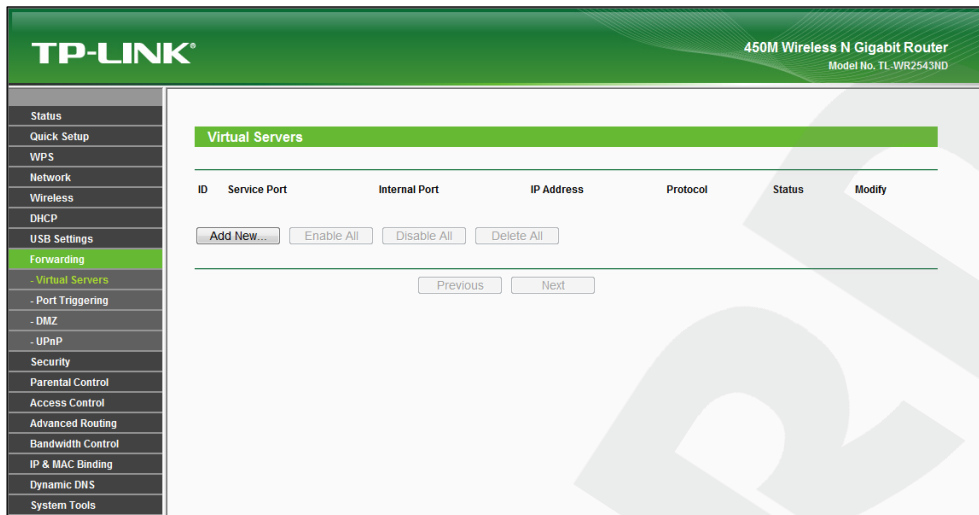 TP-LINK®
450M Wireless N Gigabit Router
Model No. TL-WR2543ND
Status
Quick Setup
WPS
Network
Wireless
DHCP
USB Settings
Forwarding
- Virtual Servers
- Port Triggering
- DMZ
- UPnP
Security
Parental Control
Access Control
Advanced Routing
Bandwidth Control
IP & MAC Binding
Dynamic DNS
System Tools
Virtual Servers
ID Service Port Internal Port IP Address Protocol Status Modify
Add New... Enable All Disable All Delete All
Previous Next